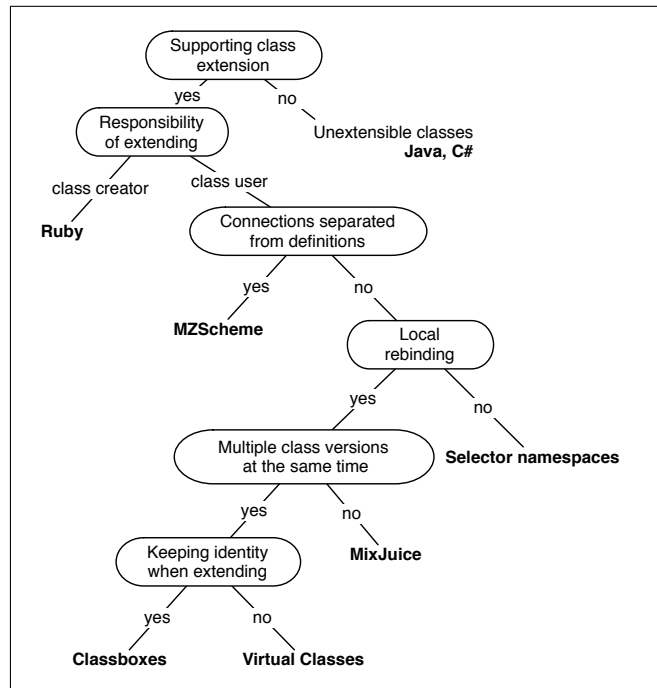 Supporting class
extension
yes
no
Responsibility
of extending
Unextensible classes
Java, C#
class creator
class user
Ruby
Connections separated
from definitions
yes
no
MZScheme
Local
rebinding
yes
no
Multiple class versions
at the same time
Selector namespaces
yes
no
Keeping identity
when extending
MixJuice
yes
no
Classboxes
Virtual Classes